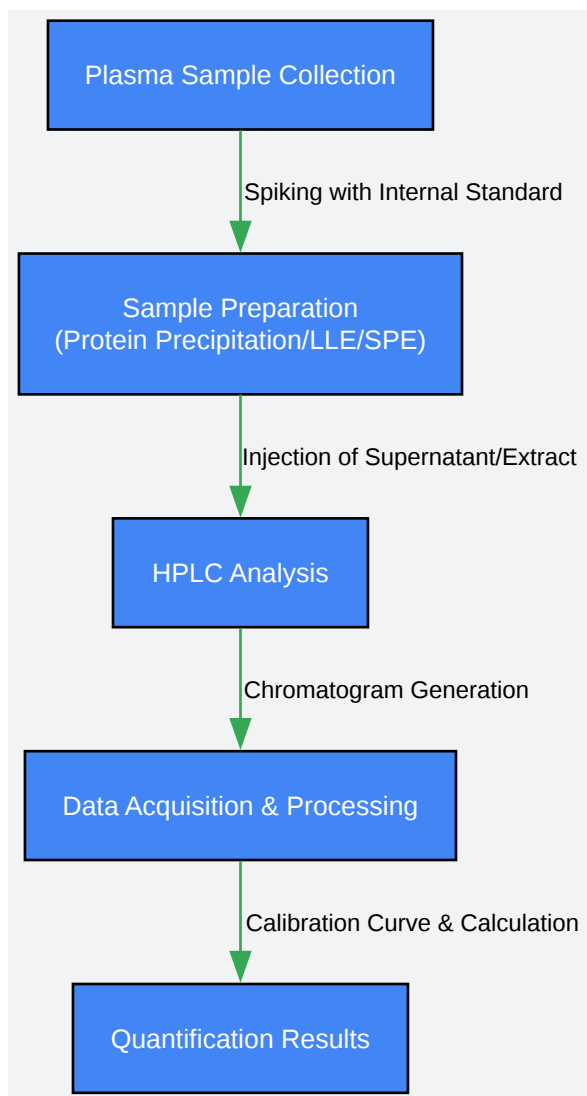 Plasma Sample Collection
Spiking with Internal Standard
Sample Preparation
(Protein Precipitation/LLE/SPE)
Injection of Supernatant/Extract
HPLC Analysis
Chromatogram Generation
Data Acquisition & Processing
Calibration Curve & Calculation
Quantification Results